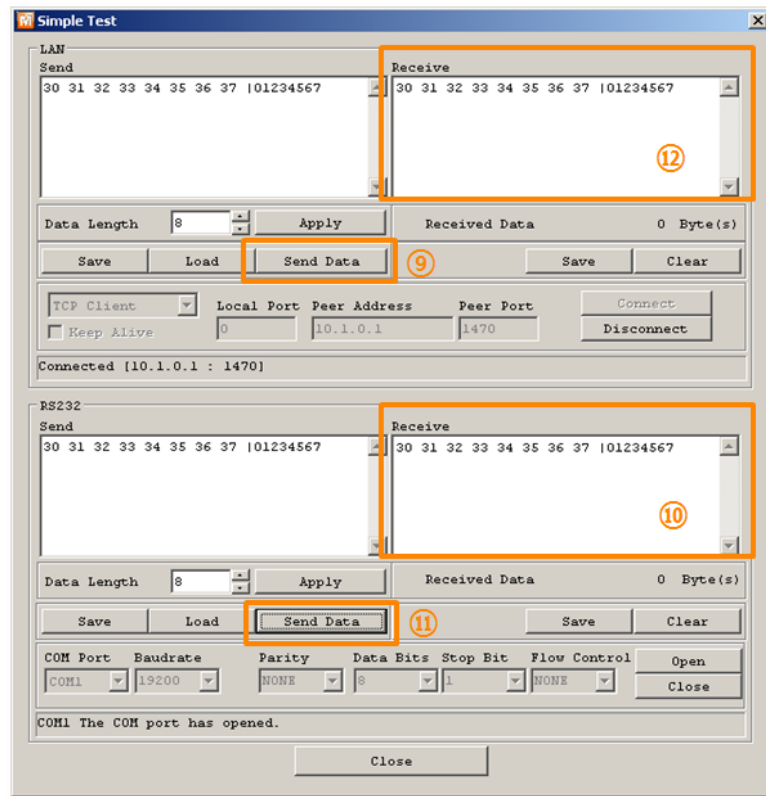 Simple Test
LAN
Send Receive
30 31 32 33 34 35 36 37 |01234567 30 31 32 33 34 35 36 37 |01234567
⑫
Data Length 8 Apply Received Data 0 Byte(s)
Save Load Send Data ⑨ Save Clear
TCP Client Local Port Peer Address Peer Port Connect
Keep Alive 0 10.1.0.1 1470 Disconnect
Connected [10.1.0.1 : 1470]
RS232
Send Receive
30 31 32 33 34 35 36 37 |01234567 30 31 32 33 34 35 36 37 |01234567
⑩
Data Length 8 Apply Received Data 0 Byte(s)
Save Load Send Data ⑪ Save Clear
COM Port Baudrate Parity Data Bits Stop Bit Flow Control Open
COM1 19200 NONE 8 1 NONE Close
COM1 The COM port has opened.
Close